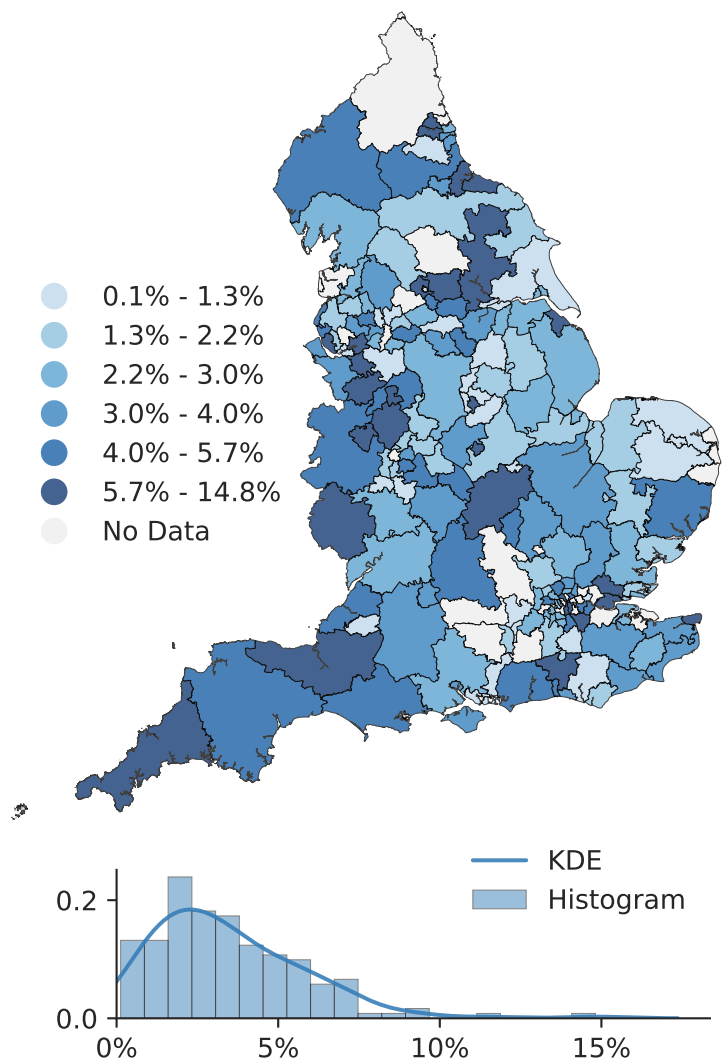 0.1% - 1.3%
1.3% - 2.2%
2.2% - 3.0%
3.0% - 4.0%
4.0% - 5.7%
5.7% - 14.8%
No Data
KDE
Histogram
0.2
0.0
0% 5% 10% 15%